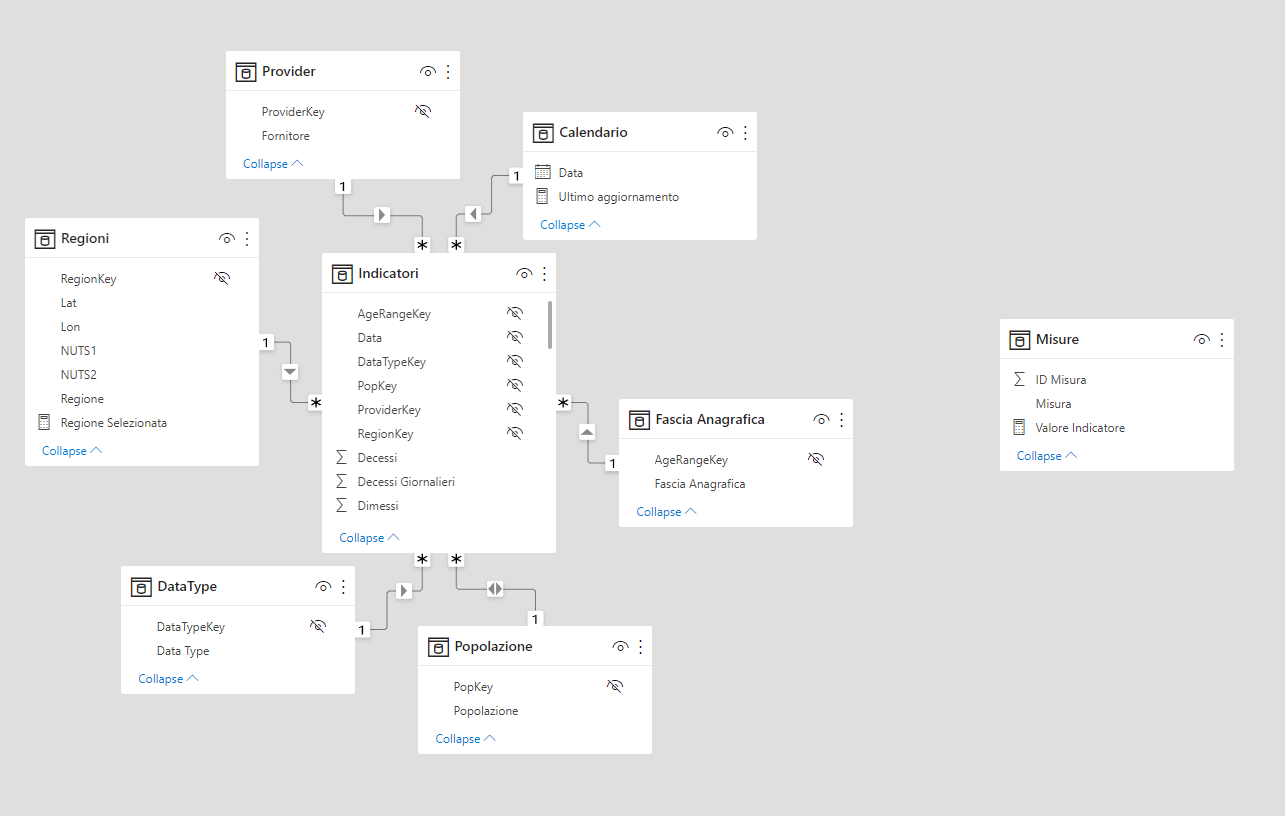 Provider
ProviderKey
Fornitore
Collapse
1
*
Calendario
Data
Ultimo aggiornamento
Collapse
1
*
Regioni
RegionKey
Lat
Lon
NUTS1
NUTS2
Regione
Regione Selezionata
Collapse
1
*
Indicatori
AgeRangeKey
Data
DataTypeKey
PopKey
ProviderKey
RegionKey
Decessi
Decessi Giornalieri
Dimessi
Collapse
*
1
Fascia Anagrafica
AgeRangeKey
Fascia Anagrafica
Collapse
Misure
ID Misura
Misura
Valore Indicatore
Collapse
*
*
DataType
DataTypeKey
Data Type
Collapse
1
1
Popolazione
PopKey
Popolazione
Collapse